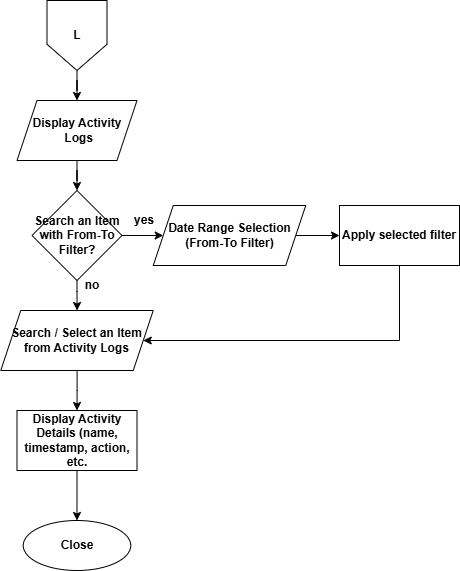 L
Display Activity
Logs
Search an Item
with From-To
Filter?
yes
Date Range Selection
(From-To Filter)
Apply selected filter
no
Search / Select an Item
from Activity Logs
Display Activity
Details (name,
timestamp, action,
etc.
Close